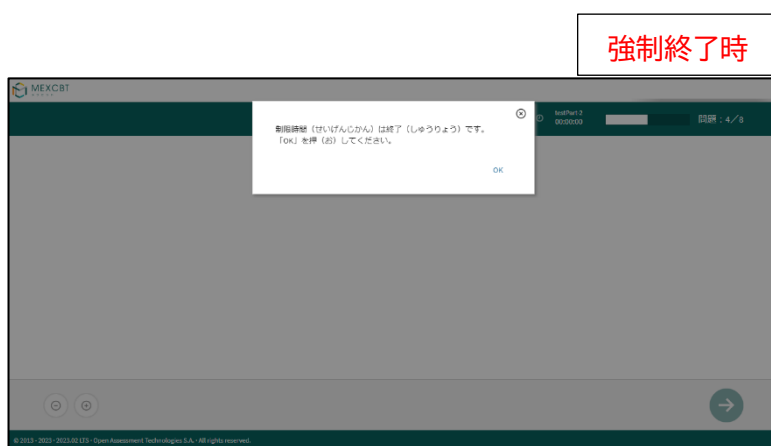 強制終了時
MEXCBT
制限時間（せいげんじかん）は終了（しゅうりょう）です。
「OK」を押（お）してください。
OK
testPart-2
00:00:00
問題：4／8
© 2013 - 2023 - 2023.02 LTS - Open Assessment Technologies S.A. - All rights reserved.